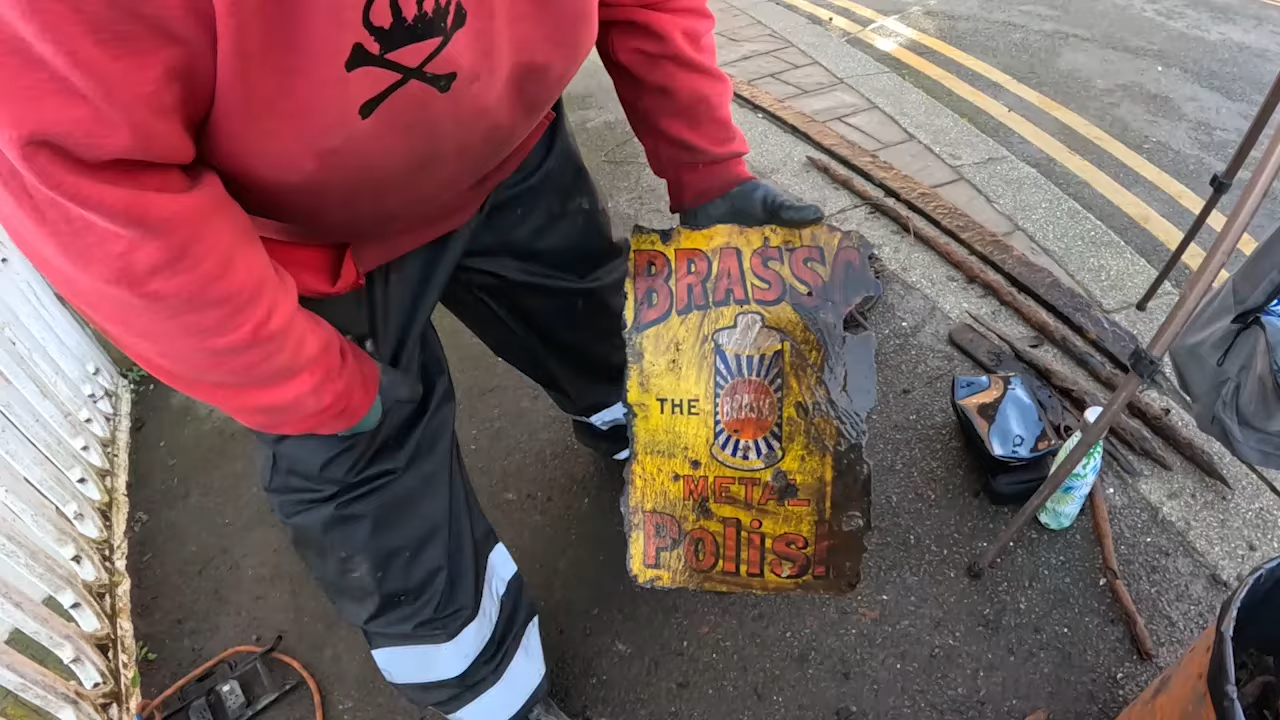 BRASSO
THE
BRASSO
METAL
Polish